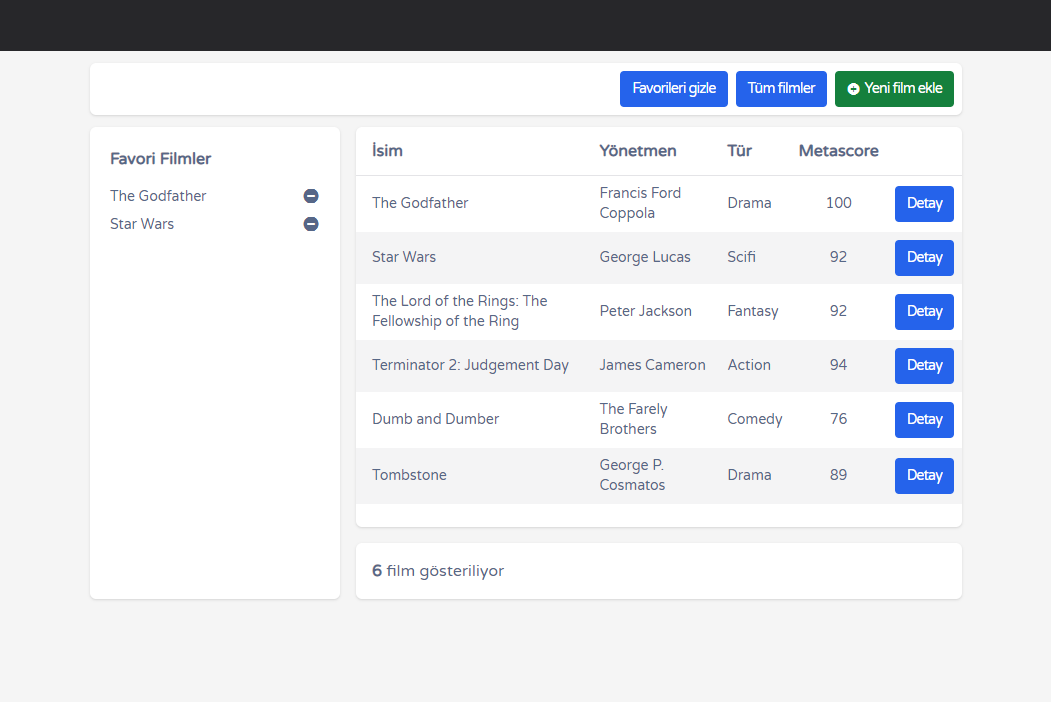 Favorileri gizle Tüm filmler Yeni film ekle
Favori Filmler
The Godfather
Star Wars
İsim Yönetmen Tür Metascore
The Godfather Francis Ford Coppola Drama 100 Detay
Star Wars George Lucas Scifi 92 Detay
The Lord of the Rings: The Fellowship of the Ring Peter Jackson Fantasy 92 Detay
Terminator 2: Judgement Day James Cameron Action 94 Detay
Dumb and Dumber The Farely Brothers Comedy 76 Detay
Tombstone George P. Cosmatos Drama 89 Detay
6 film gösteriliyor